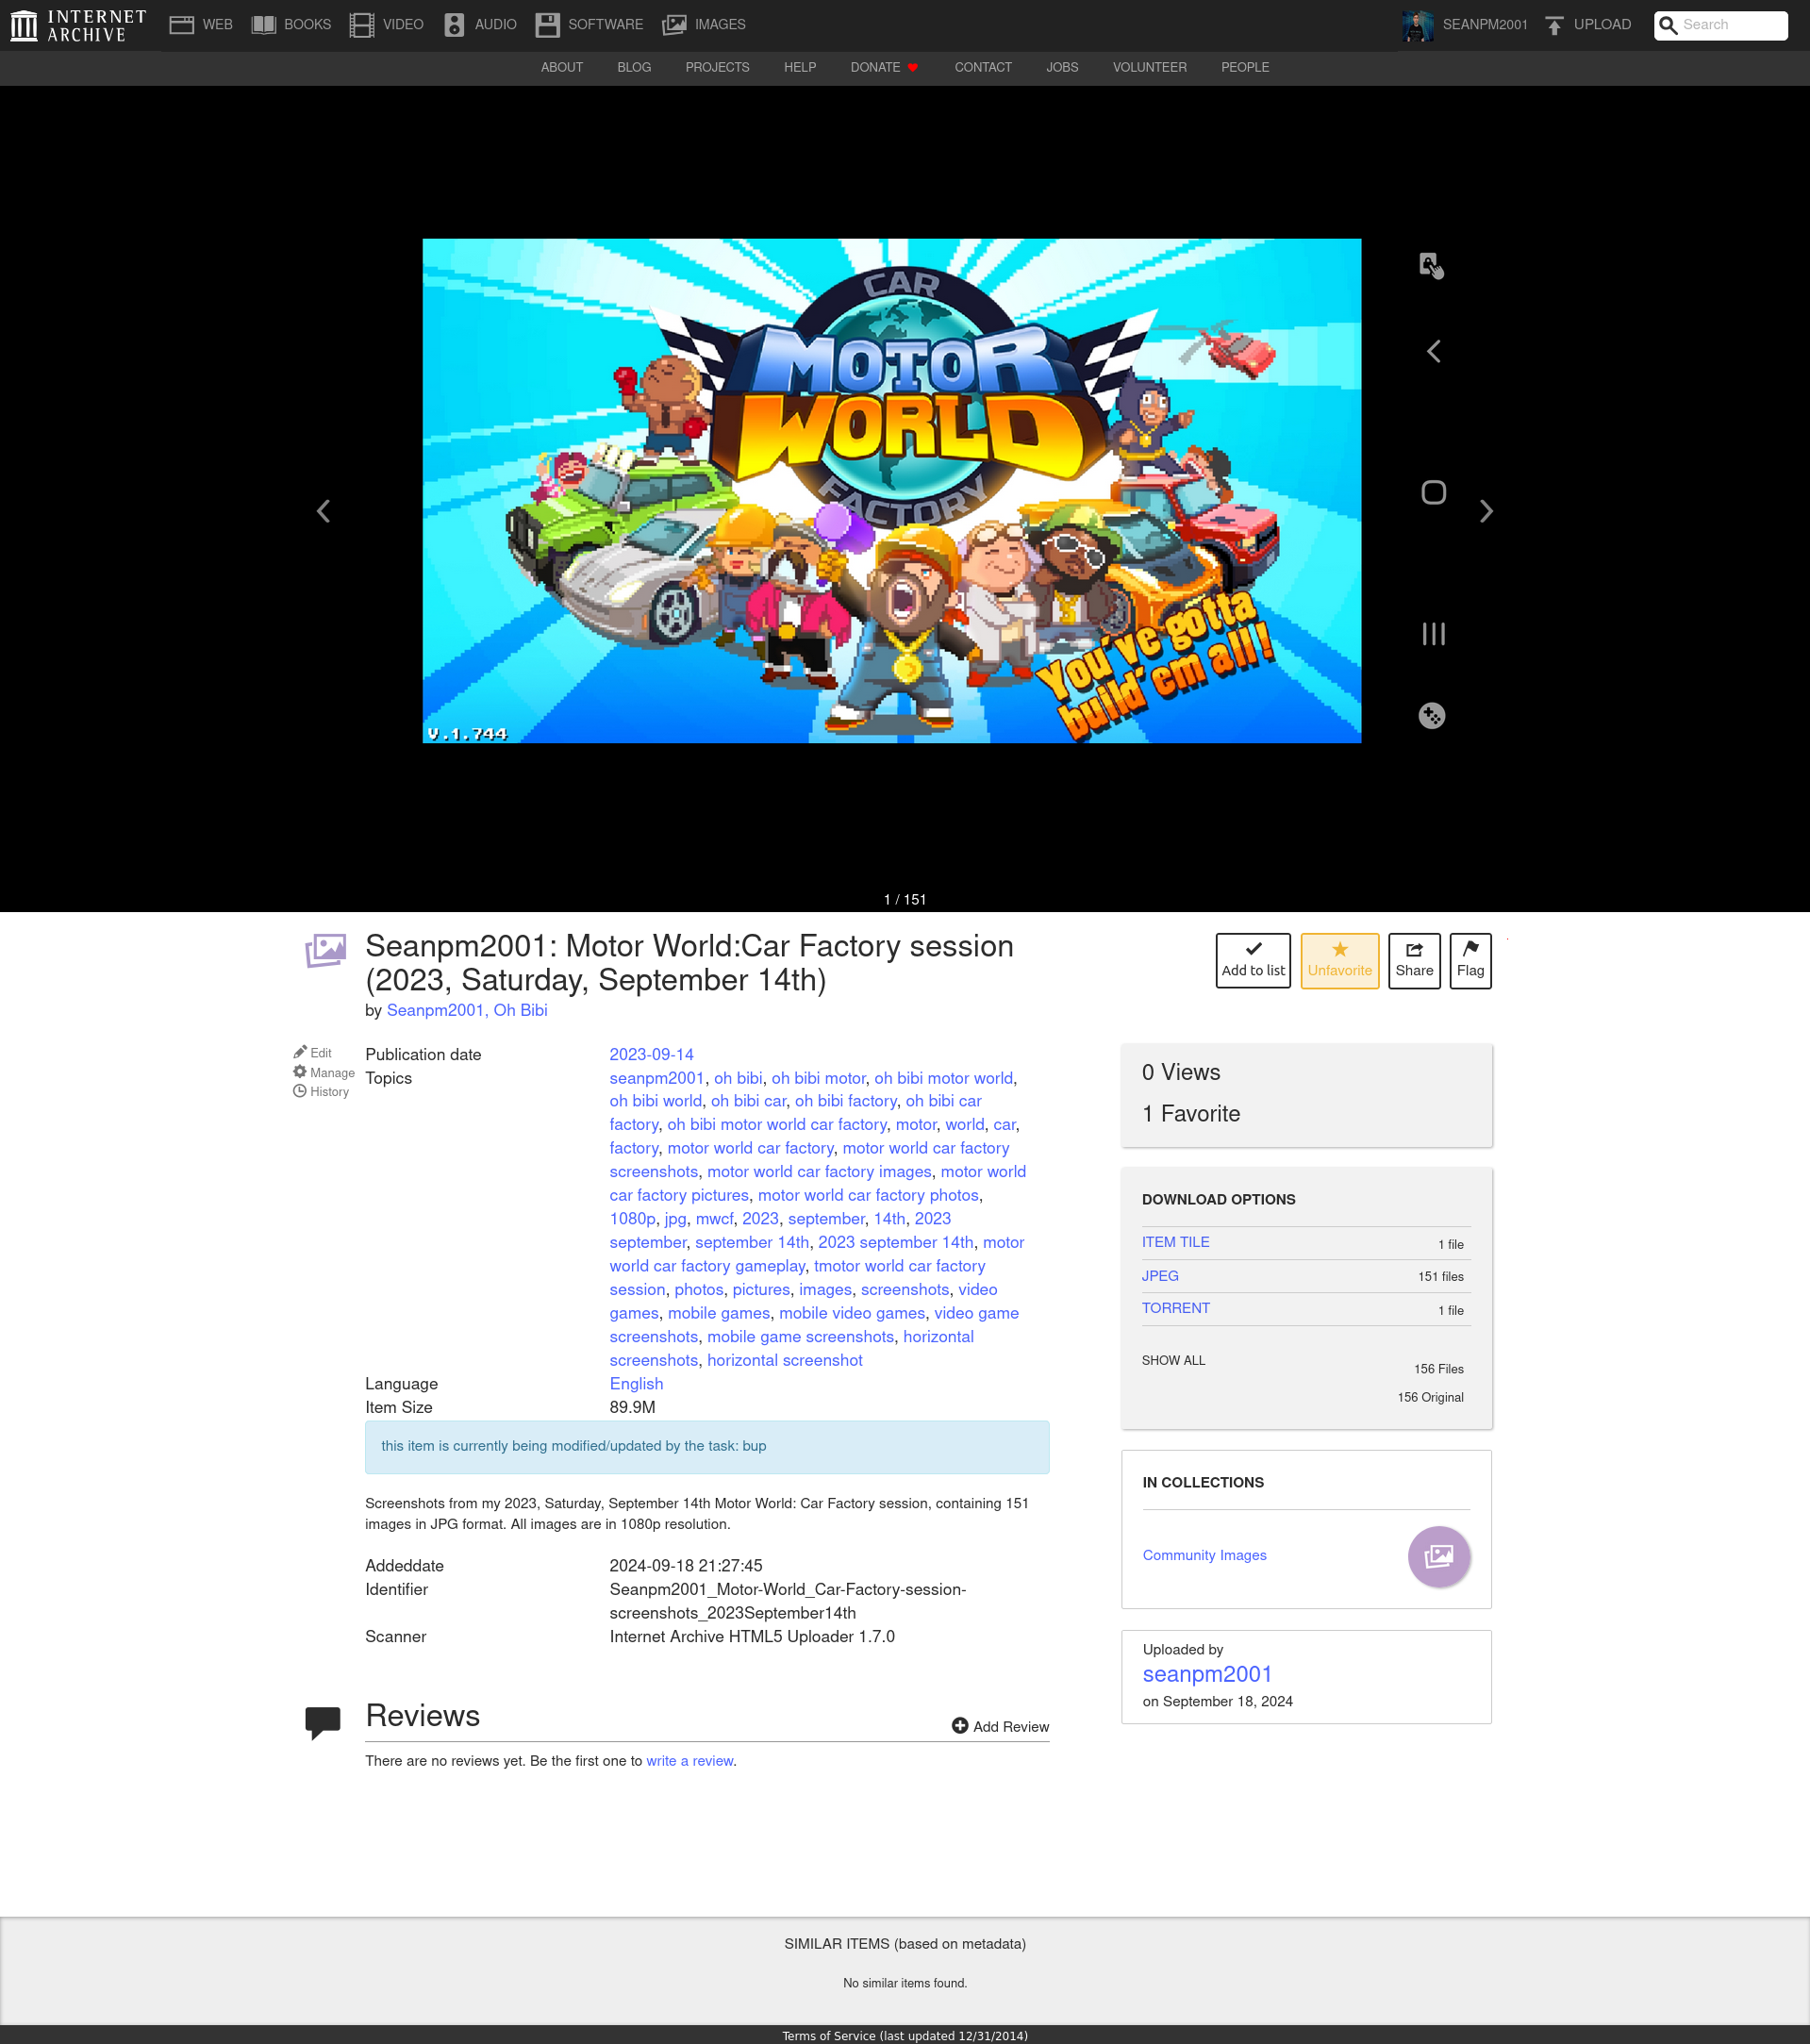 INTERNET ARCHIVE
WEB
BOOKS
VIDEO
AUDIO
SOFTWARE
IMAGES
SEANPM2001
UPLOAD
Search
ABOUT
BLOG
PROJECTS
HELP
DONATE
CONTACT
JOBS
VOLUNTEER
PEOPLE
CAR
MOTOR
WORLD
FACTORY
You've gotta
build 'em all!
V.1.744
1 / 151
Seanpm2001: Motor World:Car Factory session
(2023, Saturday, September 14th)
by Seanpm2001, Oh Bibi
Add to list
Unfavorite
Share
Flag
Edit
Manage
History
Publication date 2023-09-14
Topics seanpm2001, oh bibi, oh bibi motor, oh bibi motor world,
oh bibi world, oh bibi car, oh bibi factory, oh bibi car
factory, oh bibi motor world car factory, motor, world, car,
factory, motor world car factory, motor world car factory
screenshots, motor world car factory images, motor world
car factory pictures, motor world car factory photos,
1080p, jpg, mwcf, 2023, september, 14th, 2023
september, september 14th, 2023 september 14th, motor
world car factory gameplay, tmotor world car factory
session, photos, pictures, images, screenshots, video
games, mobile games, mobile video games, video game
screenshots, mobile game screenshots, horizontal
screenshots, horizontal screenshot
Language English
Item Size 89.9M
this item is currently being modified/updated by the task: bup
Screenshots from my 2023, Saturday, September 14th Motor World: Car Factory session, containing 151
images in JPG format. All images are in 1080p resolution.
Addeddate 2024-09-18 21:27:45
Identifier Seanpm2001_Motor-World_Car-Factory-session-
screenshots_2023September14th
Scanner Internet Archive HTML5 Uploader 1.7.0
Reviews
Add Review
There are no reviews yet. Be the first one to write a review.
0 Views
1 Favorite
DOWNLOAD OPTIONS
ITEM TILE 1 file
JPEG 151 files
TORRENT 1 file
SHOW ALL 156 Files
156 Original
IN COLLECTIONS
Community Images
Uploaded by
seanpm2001
on September 18, 2024
SIMILAR ITEMS (based on metadata)
No similar items found.
Terms of Service (last updated 12/31/2014)